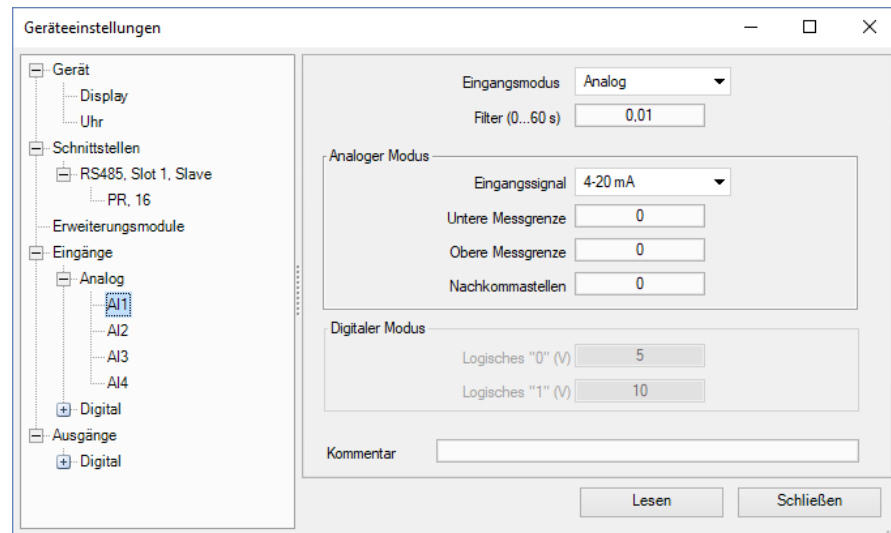 Geräteeinstellungen
Gerät
Display
Uhr
Schnittstellen
RS485, Slot 1, Slave
PR, 16
Erweiterungsmodule
Eingänge
Analog
AI1
AI2
AI3
AI4
Digital
Ausgänge
Digital
Eingangsmodus Analog
Filter (0...60 s) 0,01
Analoger Modus
Eingangssignal 4-20 mA
Untere Messgrenze 0
Obere Messgrenze 0
Nachkommastellen 0
Digitaler Modus
Logisches "0" (V) 5
Logisches "1" (V) 10
Kommentar
Lesen Schließen